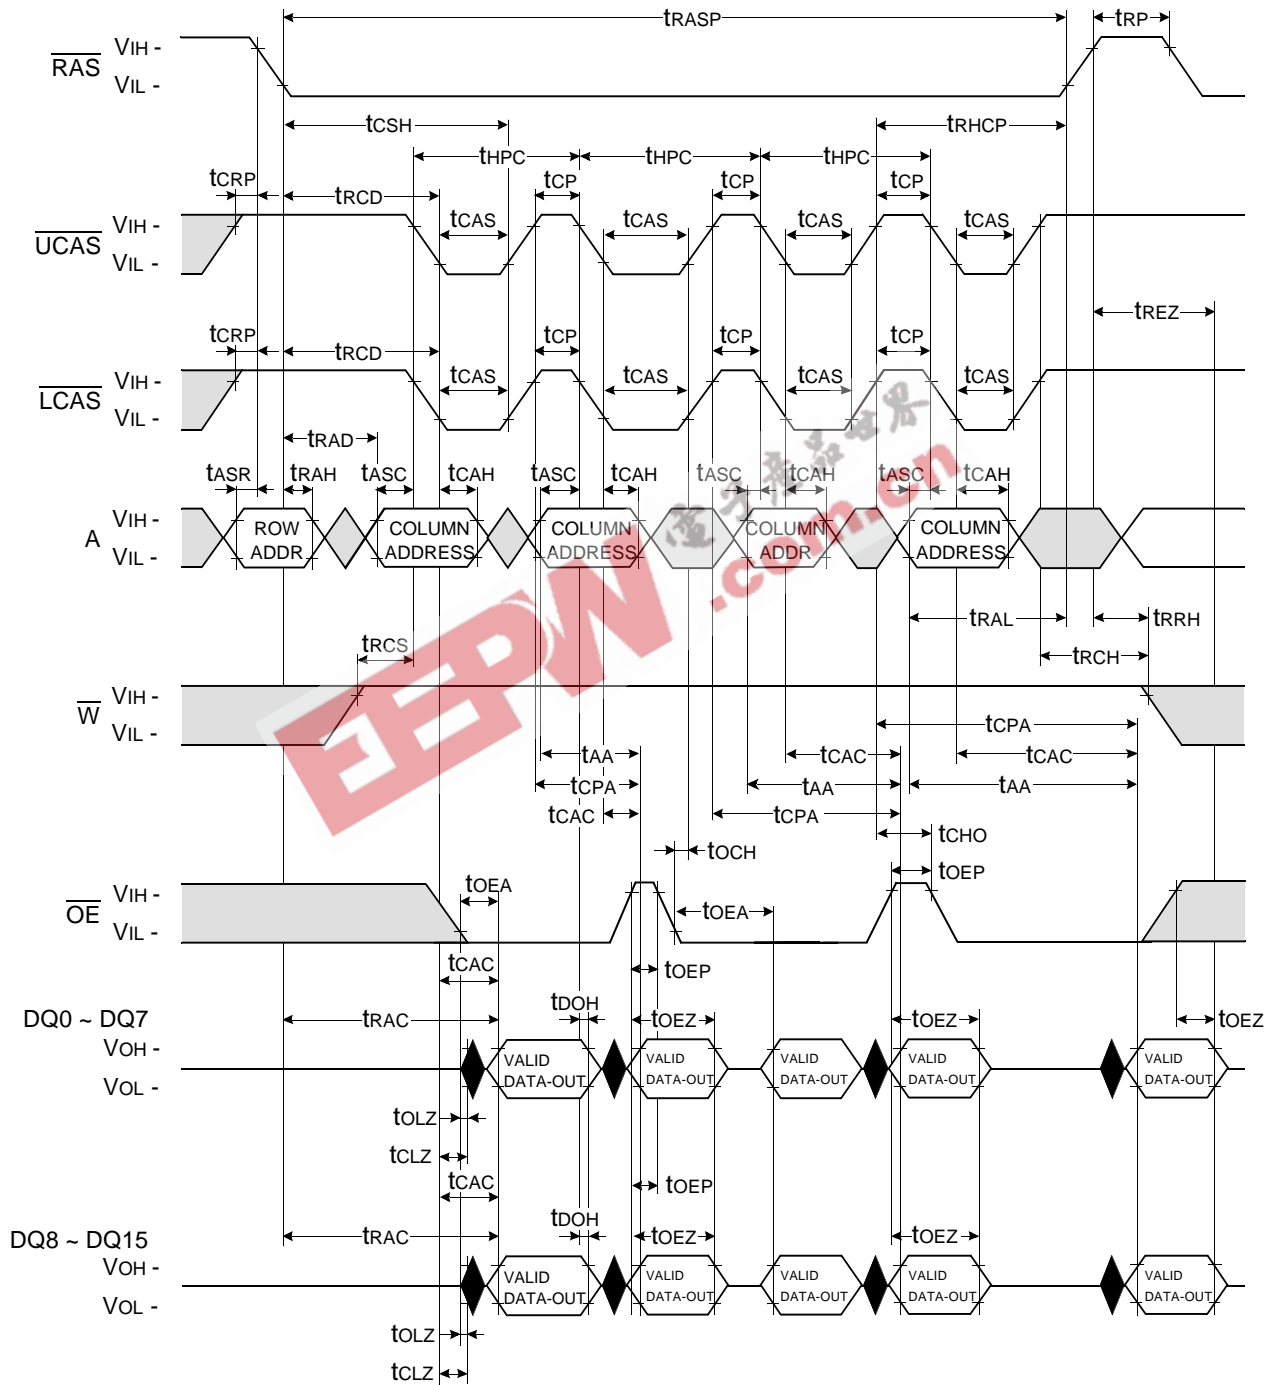 tRASP tRP
RAS VIH -
VIL -
tCSH tRHCP
tHPC tHPC tHPC
tCRP tRCD tCP tCP tCP
UCAS VIH - tCAS tCAS tCAS tCAS
VIL -
tREZ
tCRP tRCD tCP tCP tCP
LCAS VIH - tCAS tCAS tCAS tCAS
VIL -
tRAD
tASR tRAH tASC tCAH tASC tCAH tASC tCAH tASC tCAH
A VIH - ROW COLUMN COLUMN COLUMN COLUMN
VIL - ADDR ADDRESS ADDRESS ADDR ADDRESS
電子產品世界
EEPW .com.cn
tRAL tRRH
tRCS tRCH
W VIH -
VIL -
tCPA
tAA tCAC tCAC
tCPA tAA tAA
tCAC tCPA
tOCH tCHO
tOEP
OE VIH - tOEA tOEA
VIL -
tCAC tOEP
DQ0 ~ DQ7 tRAC tDOH tOEZ tOEZ tOEZ
VOH - VALID VALID VALID VALID VALID
VOL - DATA-OUT DATA-OUT DATA-OUT DATA-OUT DATA-OUT
tOLZ
tCLZ
tCAC tOEP
DQ8 ~ DQ15 tRAC tDOH tOEZ tOEZ
VOH - VALID VALID VALID VALID VALID
VOL - DATA-OUT DATA-OUT DATA-OUT DATA-OUT DATA-OUT
tOLZ
tCLZ